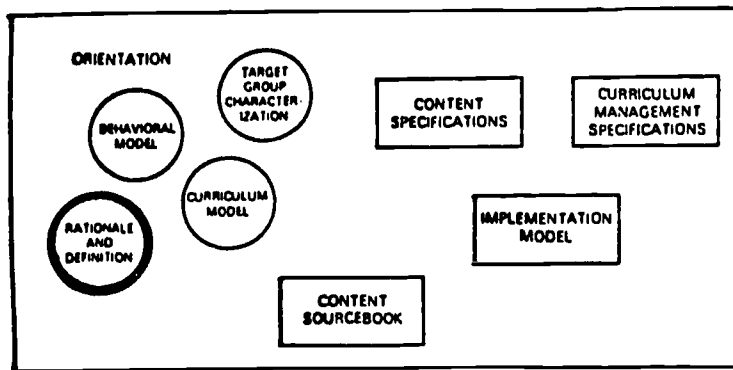 ORIENTATION
TARGET
GROUP
CHARACTER-
IZATION
BEHAVIORAL
MODEL
CURRICULUM
MODEL
RATIONALE
AND
DEFINITION
CONTENT
SPECIFICATIONS
CURRICULUM
MANAGEMENT
SPECIFICATIONS
IMPLEMENTATION
MODEL
CONTENT
SOURCEBOOK